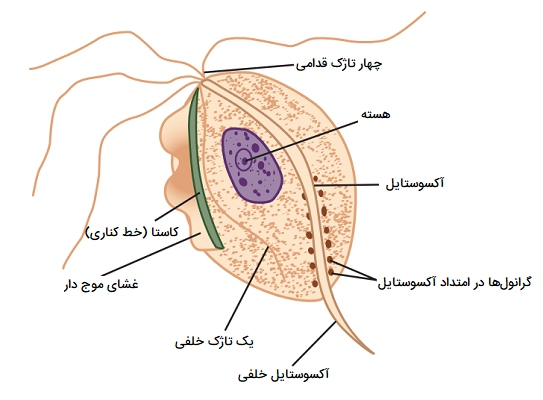 چهار تاژک قدامی
هسته
آکسوستایل
کاستا (خط کناری)
گرانول‌ها در امتداد آکسوستایل
غشای موج دار
یک تاژک خلفی
آکسوستایل خلفی